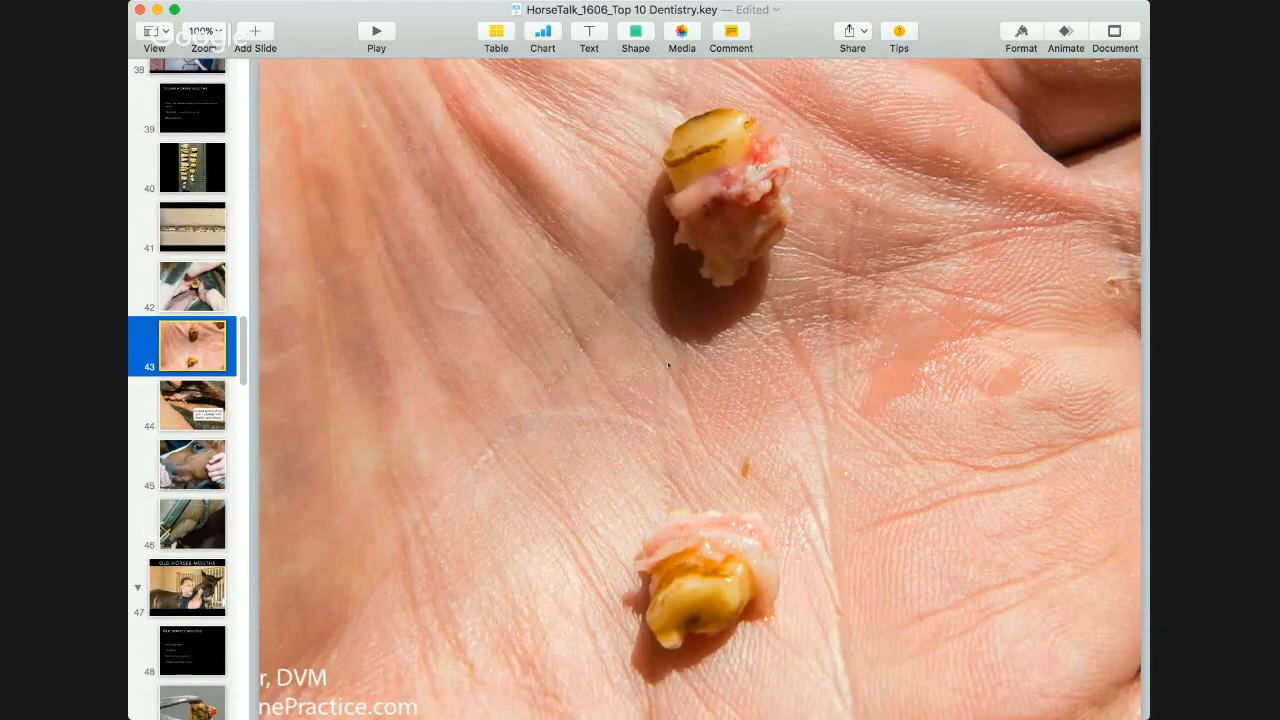 HorseTalk_1606_Top 10 Dentistry.key — Edited
100%
Google
View
Zoom
Add Slide
Play
Table
Chart
Text
Shape
Media
Comment
Share
Tips
Format
Animate
Document
38
39
40
41
42
43
44
45
46
OLD HORSES MOUTHS
47
48
r, DVM
nePractice.com